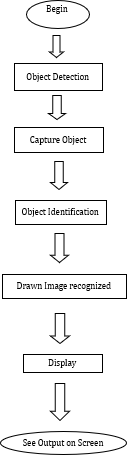 Begin
Object Detection
Capture Object
Object Identification
Drawn Image recognized
Display
See Output on Screen